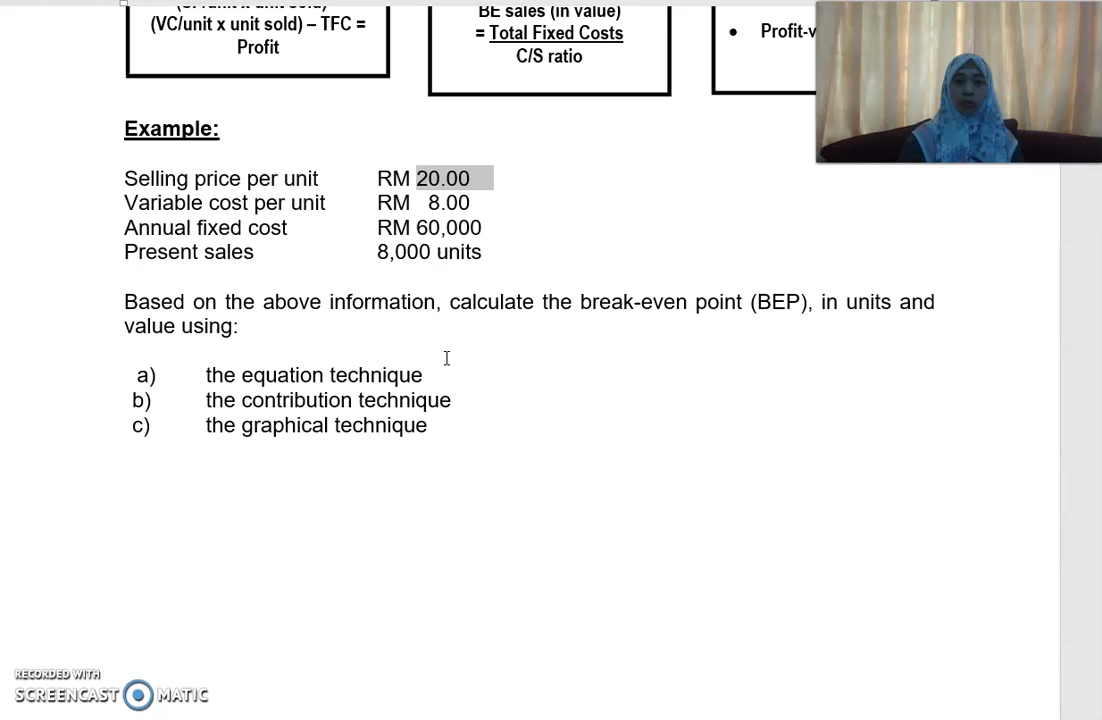 (VC/unit x unit sold) – TFC =
Profit
BE sales (in value)
= Total Fixed Costs
C/S ratio
• Profit-v
Example:
Selling price per unit RM 20.00
Variable cost per unit RM 8.00
Annual fixed cost RM 60,000
Present sales 8,000 units
Based on the above information, calculate the break-even point (BEP), in units and
value using:
a) the equation technique
b) the contribution technique
c) the graphical technique
RECORDED WITH
SCREENCAST MATIC